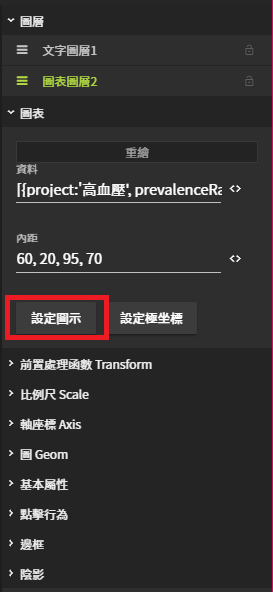 圖層
文字圖層1
圖表圖層2
圖表
重繪
資料
[{project:'高血壓', prevalenceRa
內距
60, 20, 95, 70
設定圖示
設定極坐標
前置處理函數 Transform
比例尺 Scale
軸座標 Axis
圖 Geom
基本屬性
點擊行為
邊框
陰影